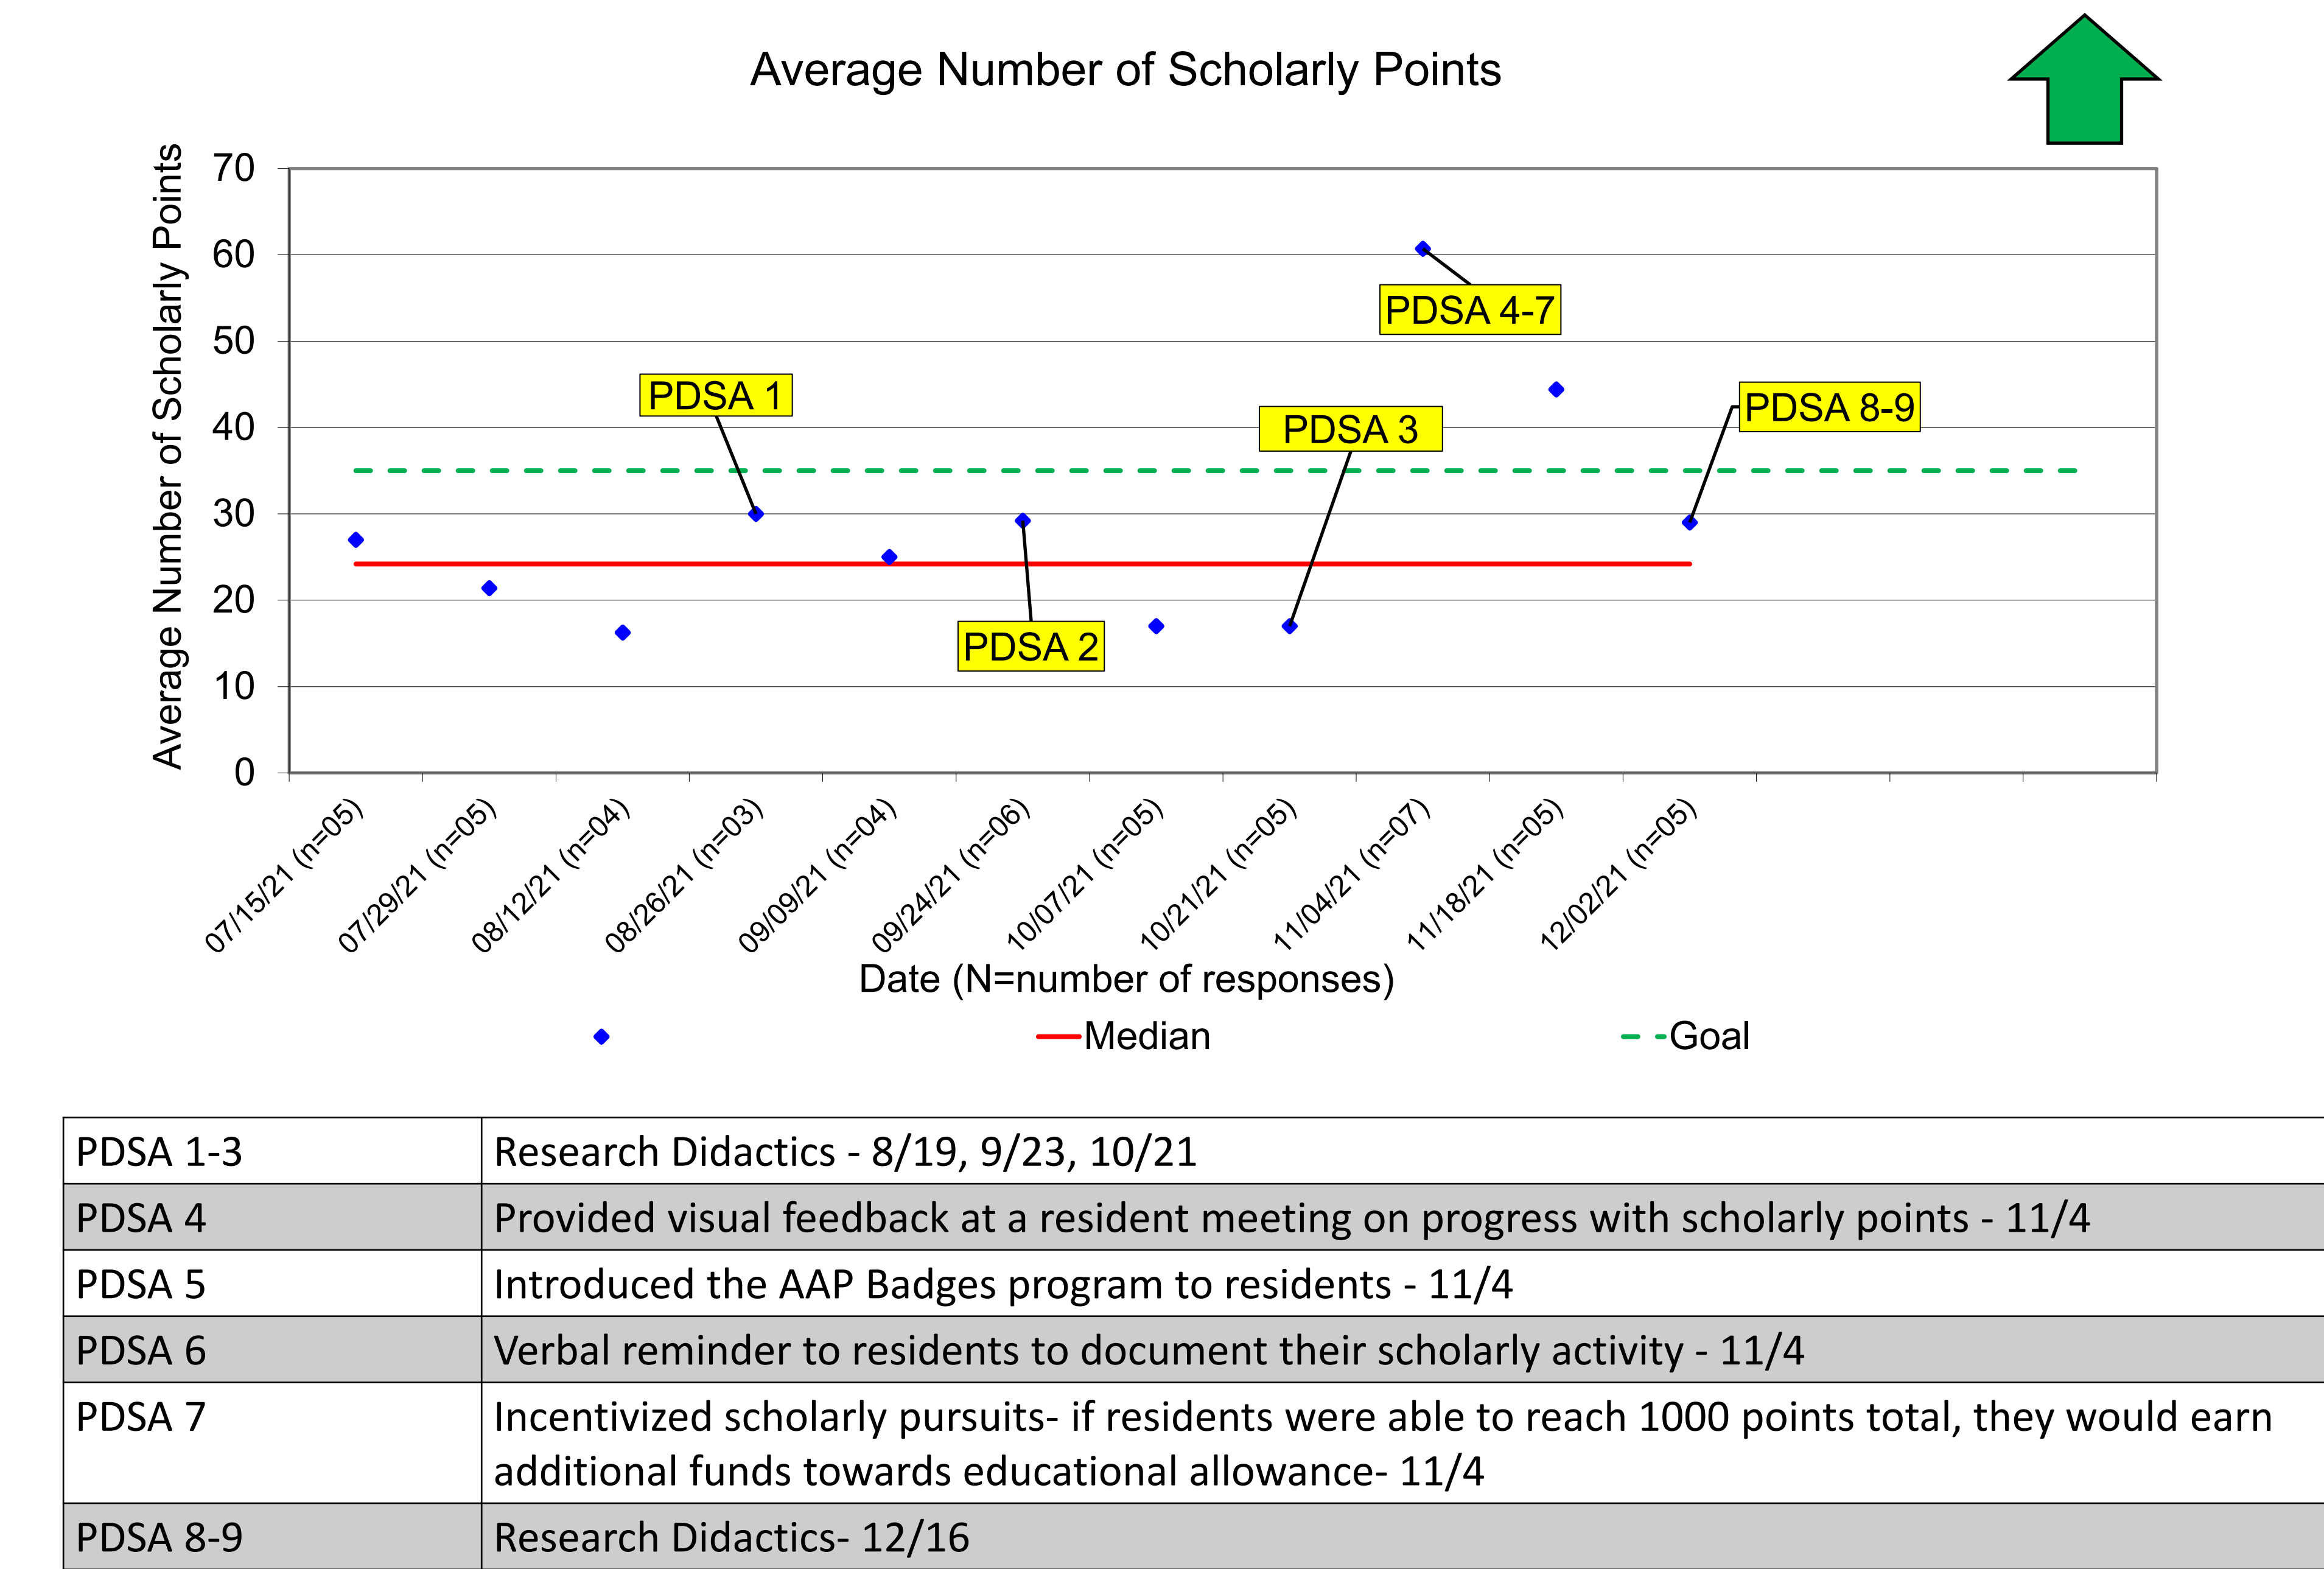 Average Number of Scholarly Points
Average Number of Scholarly Points
70
60
50
40
30
20
10
0
PDSA 1
PDSA 2
PDSA 3
PDSA 4-7
PDSA 8-9
07/15/21 (n=05)
07/29/21 (n=05)
08/12/21 (n=04)
08/26/21 (n=03)
09/09/21 (n=04)
09/24/21 (n=06)
10/07/21 (n=05)
10/21/21 (n=05)
11/04/21 (n=07)
11/18/21 (n=05)
12/02/21 (n=05)
Date (N=number of responses)
Median
Goal
PDSA 1-3
Research Didactics - 8/19, 9/23, 10/21
PDSA 4
Provided visual feedback at a resident meeting on progress with scholarly points - 11/4
PDSA 5
Introduced the AAP Badges program to residents - 11/4
PDSA 6
Verbal reminder to residents to document their scholarly activity - 11/4
PDSA 7
Incentivized scholarly pursuits- if residents were able to reach 1000 points total, they would earn
additional funds towards educational allowance- 11/4
PDSA 8-9
Research Didactics- 12/16